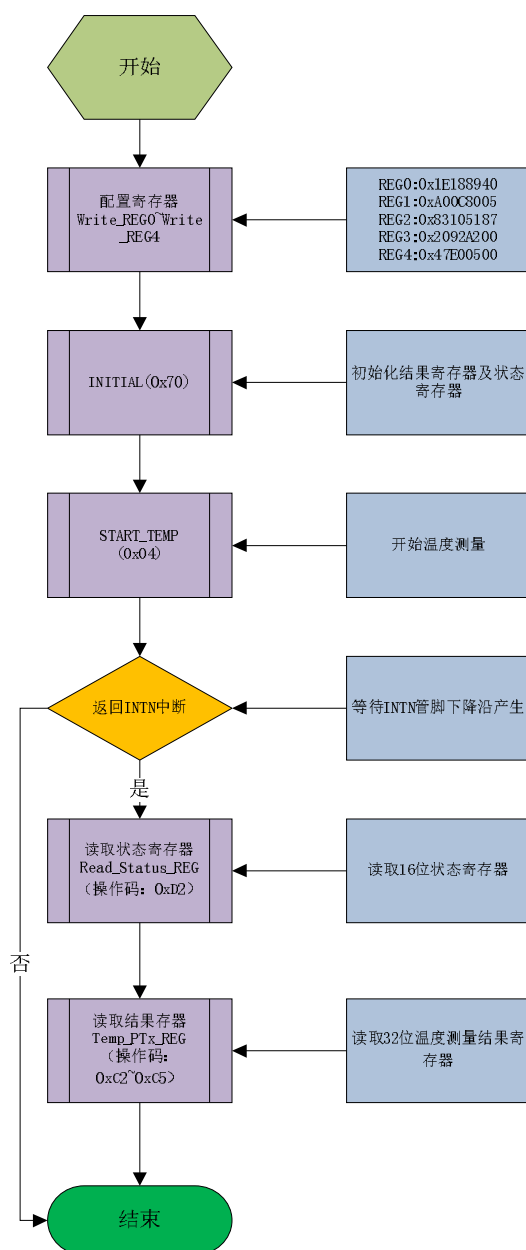 开始
配置寄存器
Write_REG0~Write
_REG4
REG0:0x1E188940
REG1:0xA00C8005
REG2:0x83105187
REG3:0x2092A200
REG4:0x47E00500
INITIAL(0x70)
初始化结果寄存器及状态
寄存器
START_TEMP
(0x04)
开始温度测量
返回INTN中断
等待INTN管脚下降沿产生
是
读取状态寄存器
Read_Status_REG
（操作码：0xD2）
读取16位状态寄存器
否
读取结果存器
Temp_PTx_REG
（操作码：
0xC2~0xC5）
读取32位温度测量结果寄
存器
结束